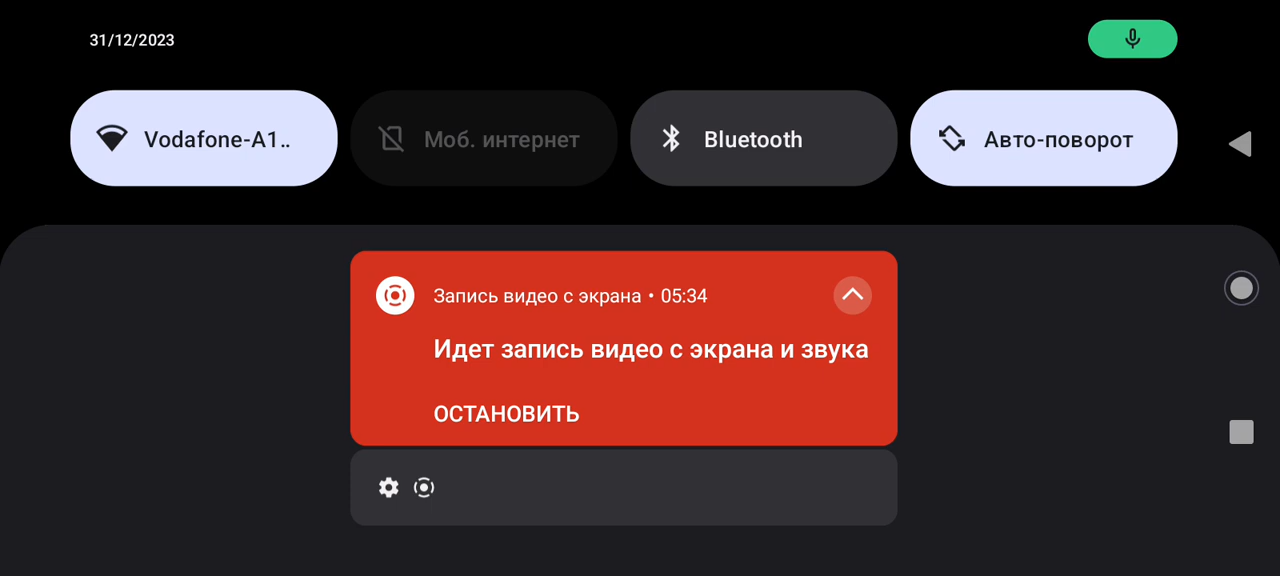 31/12/2023
Vodafone-A1..
Моб. интернет
Bluetooth
Авто-поворот
Запись видео с экрана • 05:34
Идет запись видео с экрана и звука
ОСТАНОВИТЬ